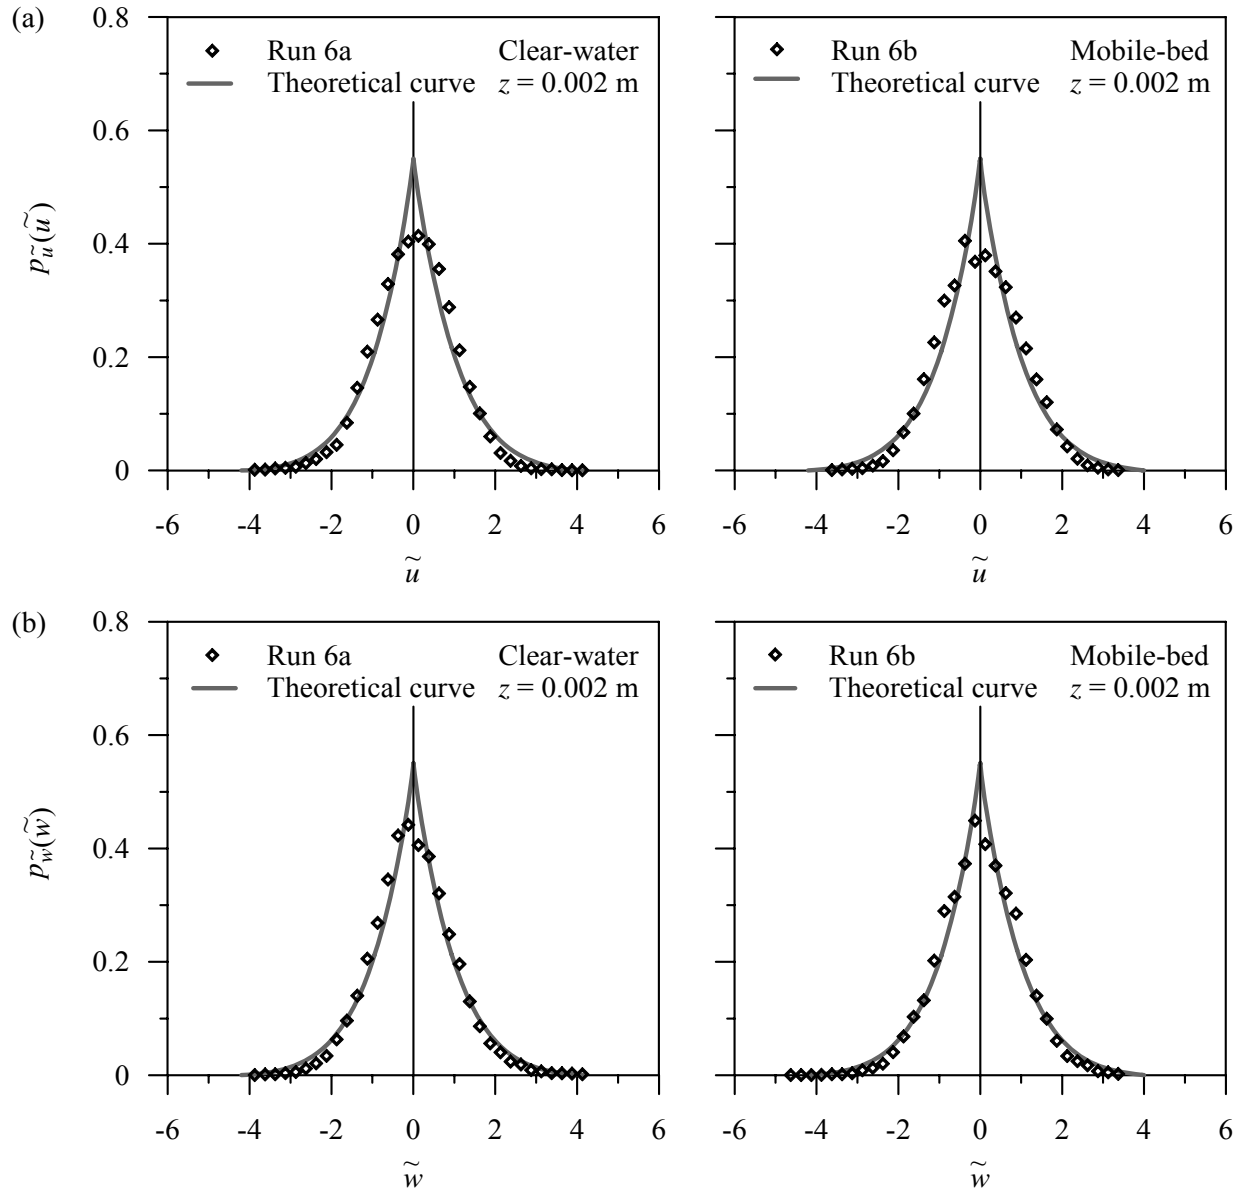 (a)
0.8
0.6
0.4
0.2
0
p_ũ(ũ)
Run 6a Clear-water
Theoretical curve z = 0.002 m
-6 -4 -2 0 2 4 6
ũ
Run 6b Mobile-bed
Theoretical curve z = 0.002 m
-6 -4 -2 0 2 4 6
ũ
(b)
0.8
0.6
0.4
0.2
0
p_w̃(w̃)
Run 6a Clear-water
Theoretical curve z = 0.002 m
-6 -4 -2 0 2 4 6
w̃
Run 6b Mobile-bed
Theoretical curve z = 0.002 m
-6 -4 -2 0 2 4 6
w̃